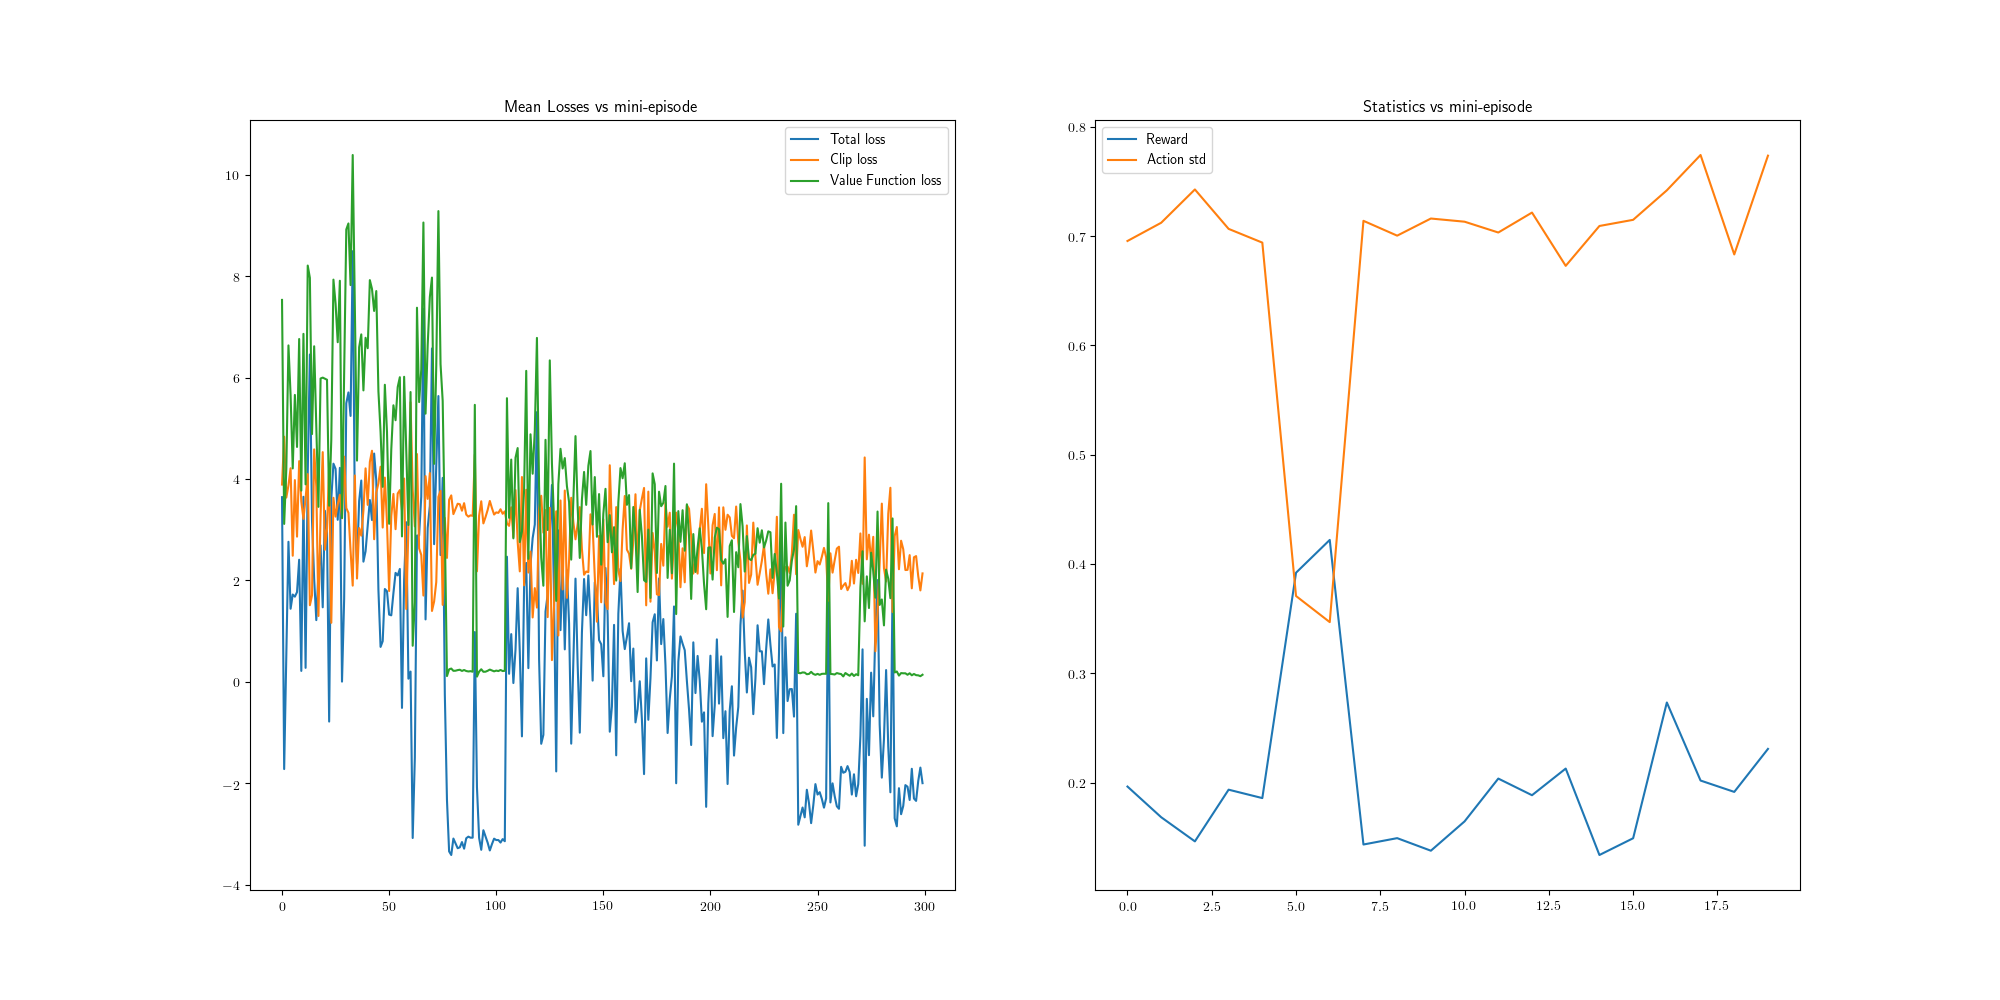 Mean Losses vs mini-episode
Total loss
Clip loss
Value Function loss
10
8
6
4
2
0
−2
−4
0 50 100 150 200 250 300
Statistics vs mini-episode
Reward
Action std
0.8
0.7
0.6
0.5
0.4
0.3
0.2
0.0 2.5 5.0 7.5 10.0 12.5 15.0 17.5